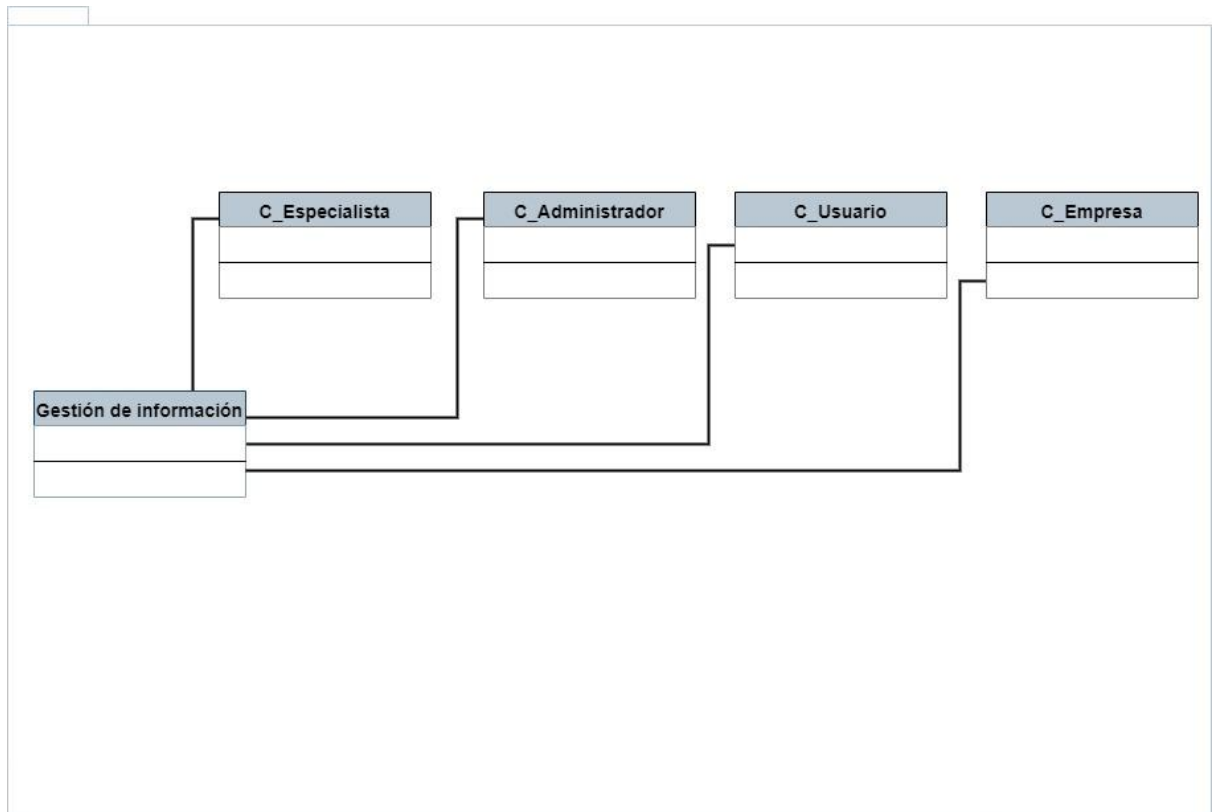 C_Especialista
C_Administrador
C_Usuario
C_Empresa
Gestión de información